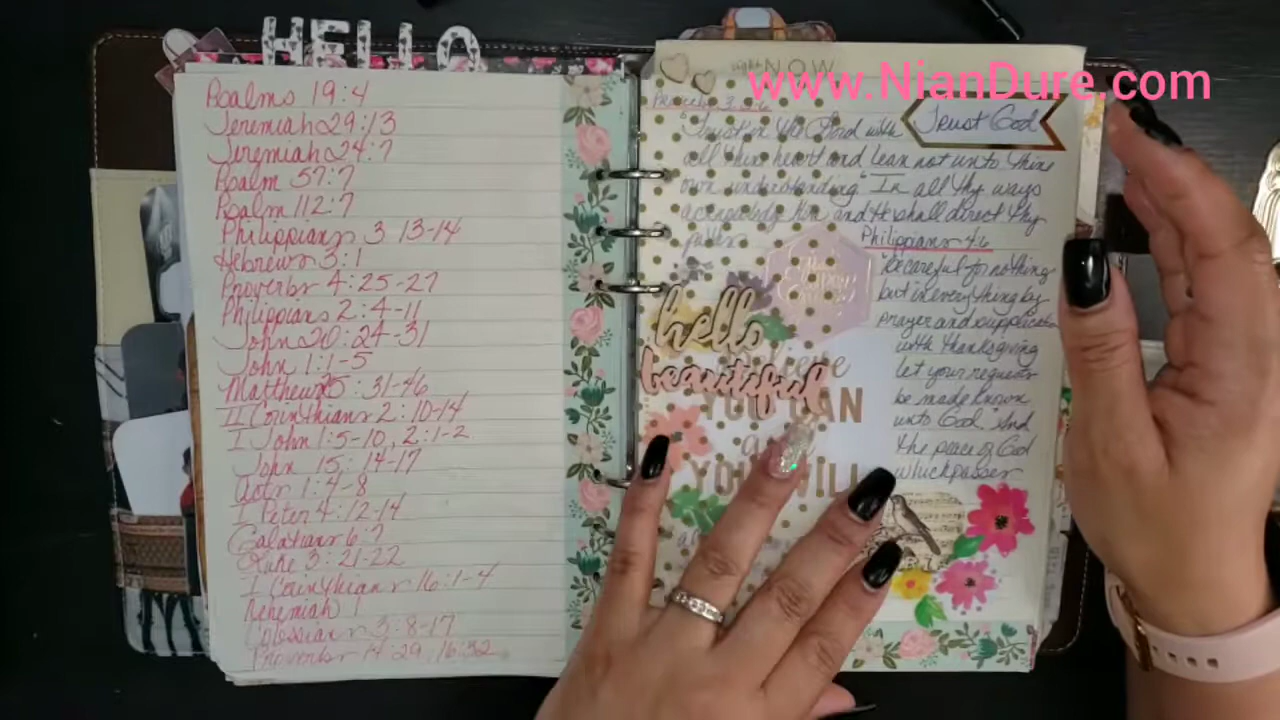 HELLO
www.NianDure.com
Psalms 19:4
Jeremiah 29:13
Jeremiah 24:7
Psalm 57:7
Psalm 112:7
Philippians 3 13-14
Hebrews 3:1
Proverbs 4:25-27
Philippians 2:4-11
John 20:24-31
John 1:1-5
Matthew 25:31-46
II Corinthians 2:10-14
I John 1:5-10, 2:1-2
John 15:14-17
Acts 1:4-8
I Peter 4:12-14
Galatians 6:7
Luke 3:21-22
I Corinthians 16:1-4
Nehemiah 1
Colossians 3:8-17
Proverbs 14:29, 16:32
right NOW
Trust God
"Trust in the Lord with
all thin heart and lean not unto thine
own understanding" In all thy ways
acknowledge Him and He shall direct thy
paths
Philippians 4:6
"Be careful for nothing
but in everything by
prayer and supplication
with thanksgiving
let your requests
be made known
unto God. And
the peace of God
which passes
hello
beautiful
YOU CAN
and
YOU WILL